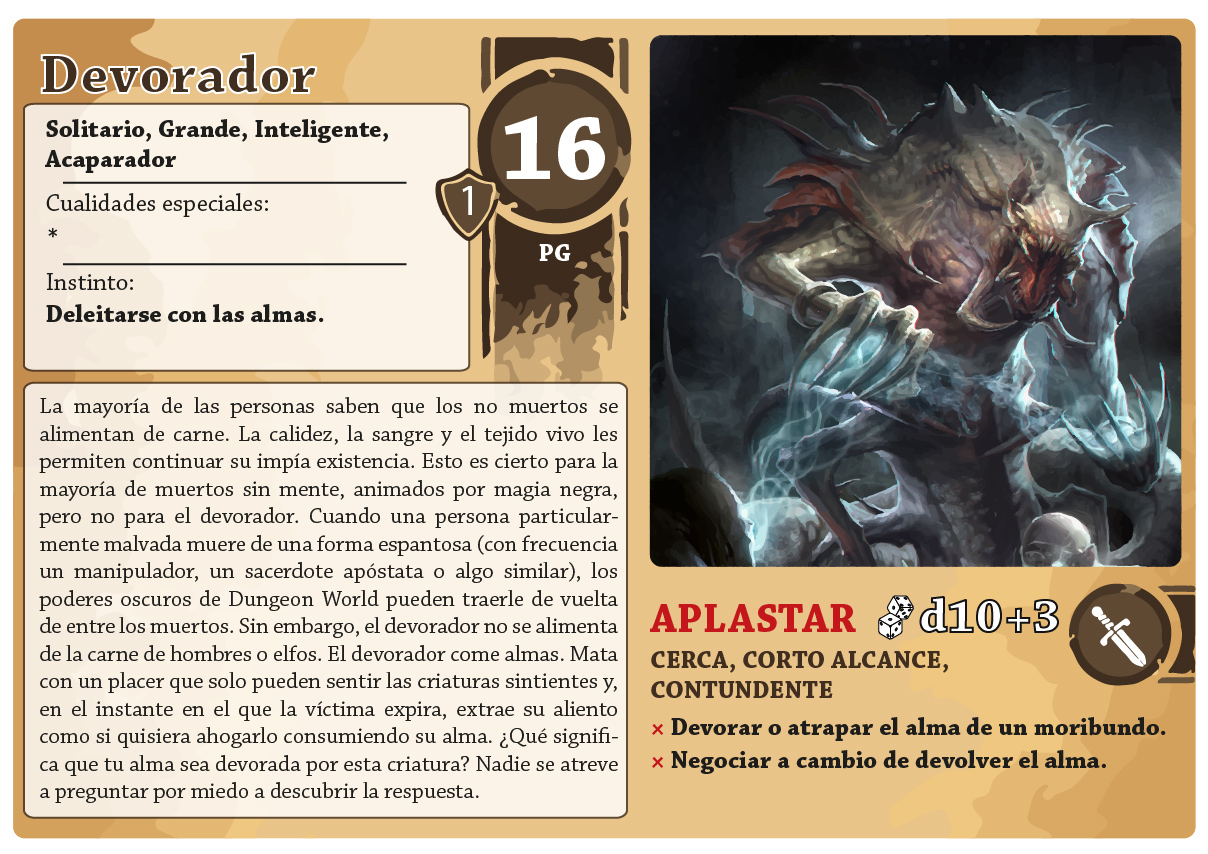 Devorador
Solitario, Grande, Inteligente,
Acaparador
Cualidades especiales:
*
Instinto:
Deleitarse con las almas.
16
1
PG
La mayoría de las personas saben que los no muertos se
alimentan de carne. La calidez, la sangre y el tejido vivo les
permiten continuar su impía existencia. Esto es cierto para la
mayoría de muertos sin mente, animados por magia negra,
pero no para el devorador. Cuando una persona particular-
mente malvada muere de una forma espantosa (con frecuencia
un manipulador, un sacerdote apóstata o algo similar), los
poderes oscuros de Dungeon World pueden traerle de vuelta
de entre los muertos. Sin embargo, el devorador no se alimenta
de la carne de hombres o elfos. El devorador come almas. Mata
con un placer que solo pueden sentir las criaturas sintientes y,
en el instante en el que la víctima expira, extrae su aliento
como si quisiera ahogarlo consumiendo su alma. ¿Qué signifi-
ca que tu alma sea devorada por esta criatura? Nadie se atreve
a preguntar por miedo a descubrir la respuesta.
APLASTAR d10+3
CERCA, CORTO ALCANCE,
CONTUNDENTE
× Devorar o atrapar el alma de un moribundo.
× Negociar a cambio de devolver el alma.